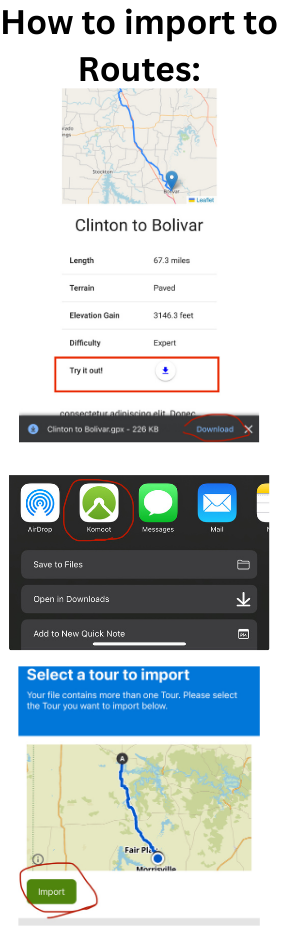 How to import to
Routes:
Stockton
Bolivar
Leaflet
Clinton to Bolivar
Length 67.3 miles
Terrain Paved
Elevation Gain 3146.3 feet
Difficulty Expert
Try it out!
consectetur adipiscing elit. Donec
Clinton to Bolivar.gpx - 226 KB Download
AirDrop Komoot Messages Mail
Save to Files
Open in Downloads
Add to New Quick Note
Select a tour to import
Your file contains more than one Tour. Please select
the Tour you want to import below.
A
Fair Play
Morrisville
Import